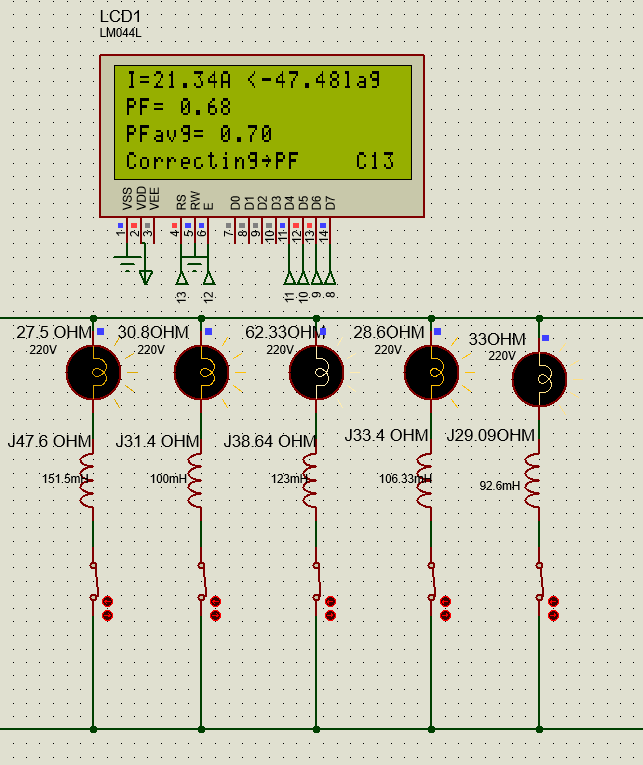 LCD1
LM044L
I=21.34A <-47.48lag
PF= 0.68
PFavg= 0.70
Correcting÷PF C13
VSS VDD VEE RS RW E D0 D1 D2 D3 D4 D5 D6 D7
1 2 3 4 5 6 7 8 9 10 11 12 13 14
13 12 11 10 9 8
27.5 OHM 30.8OHM 62.33OHM 28.6OHM 33OHM
220V 220V 220V 220V 220V
J47.6 OHM J31.4 OHM J38.64 OHM J33.4 OHM J29.09OHM
151.5mH 100mH 123mH 106.33mH 92.6mH